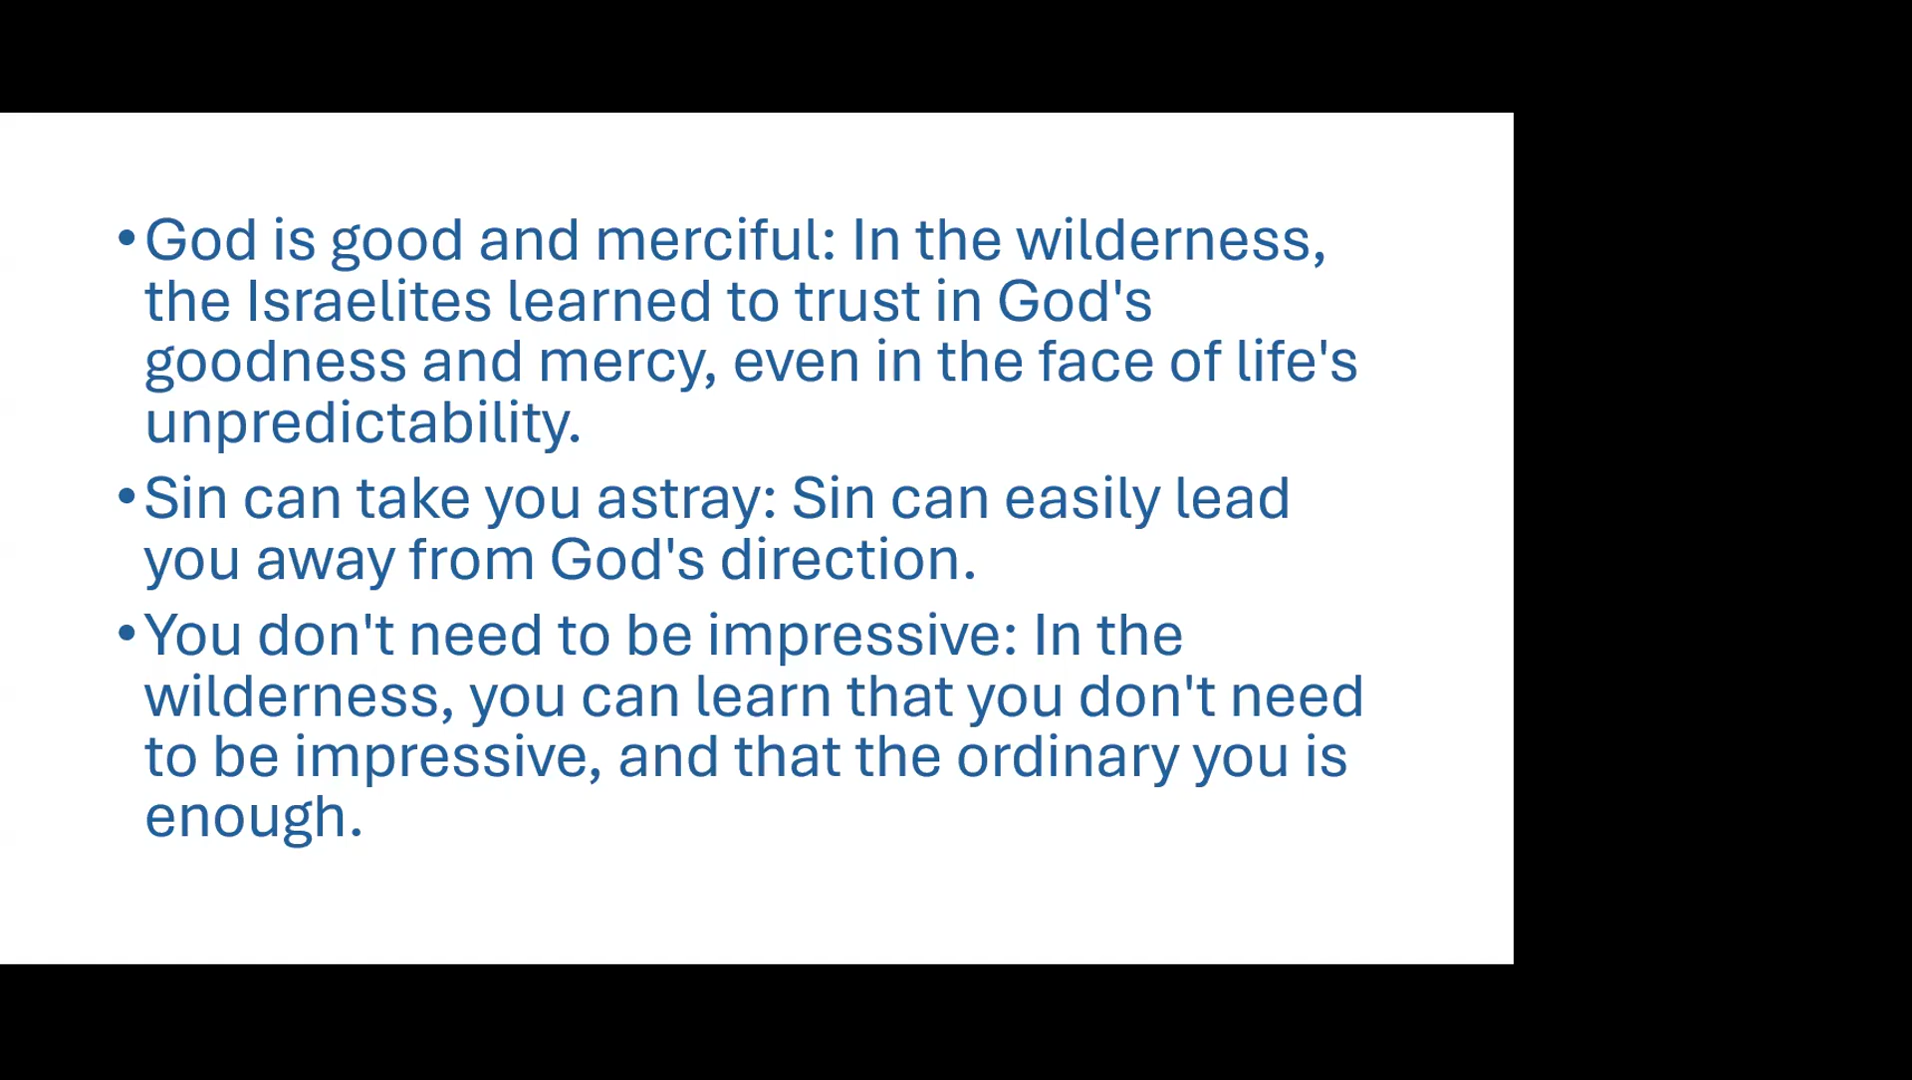 •God is good and merciful: In the wilderness,
the Israelites learned to trust in God's
goodness and mercy, even in the face of life's
unpredictability.
•Sin can take you astray: Sin can easily lead
you away from God's direction.
•You don't need to be impressive: In the
wilderness, you can learn that you don't need
to be impressive, and that the ordinary you is
enough.